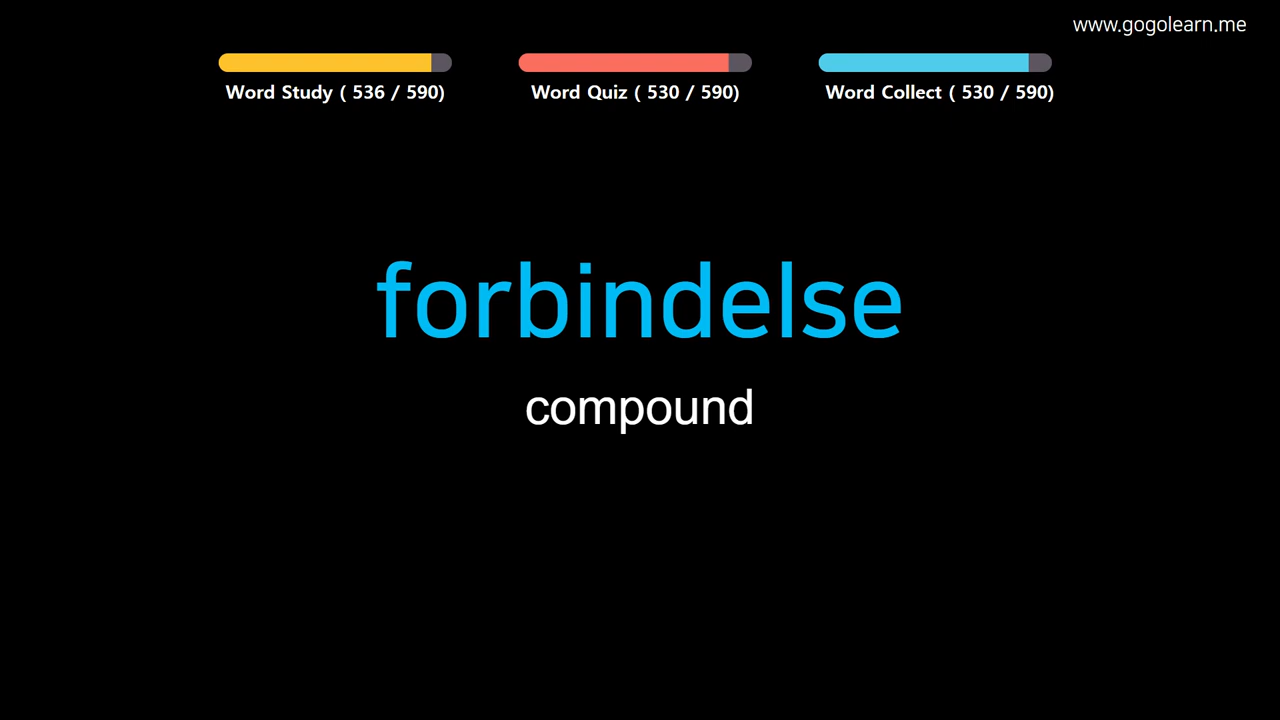 www.gogolearn.me
Word Study ( 536 / 590)
Word Quiz ( 530 / 590)
Word Collect ( 530 / 590)
forbindelse
compound